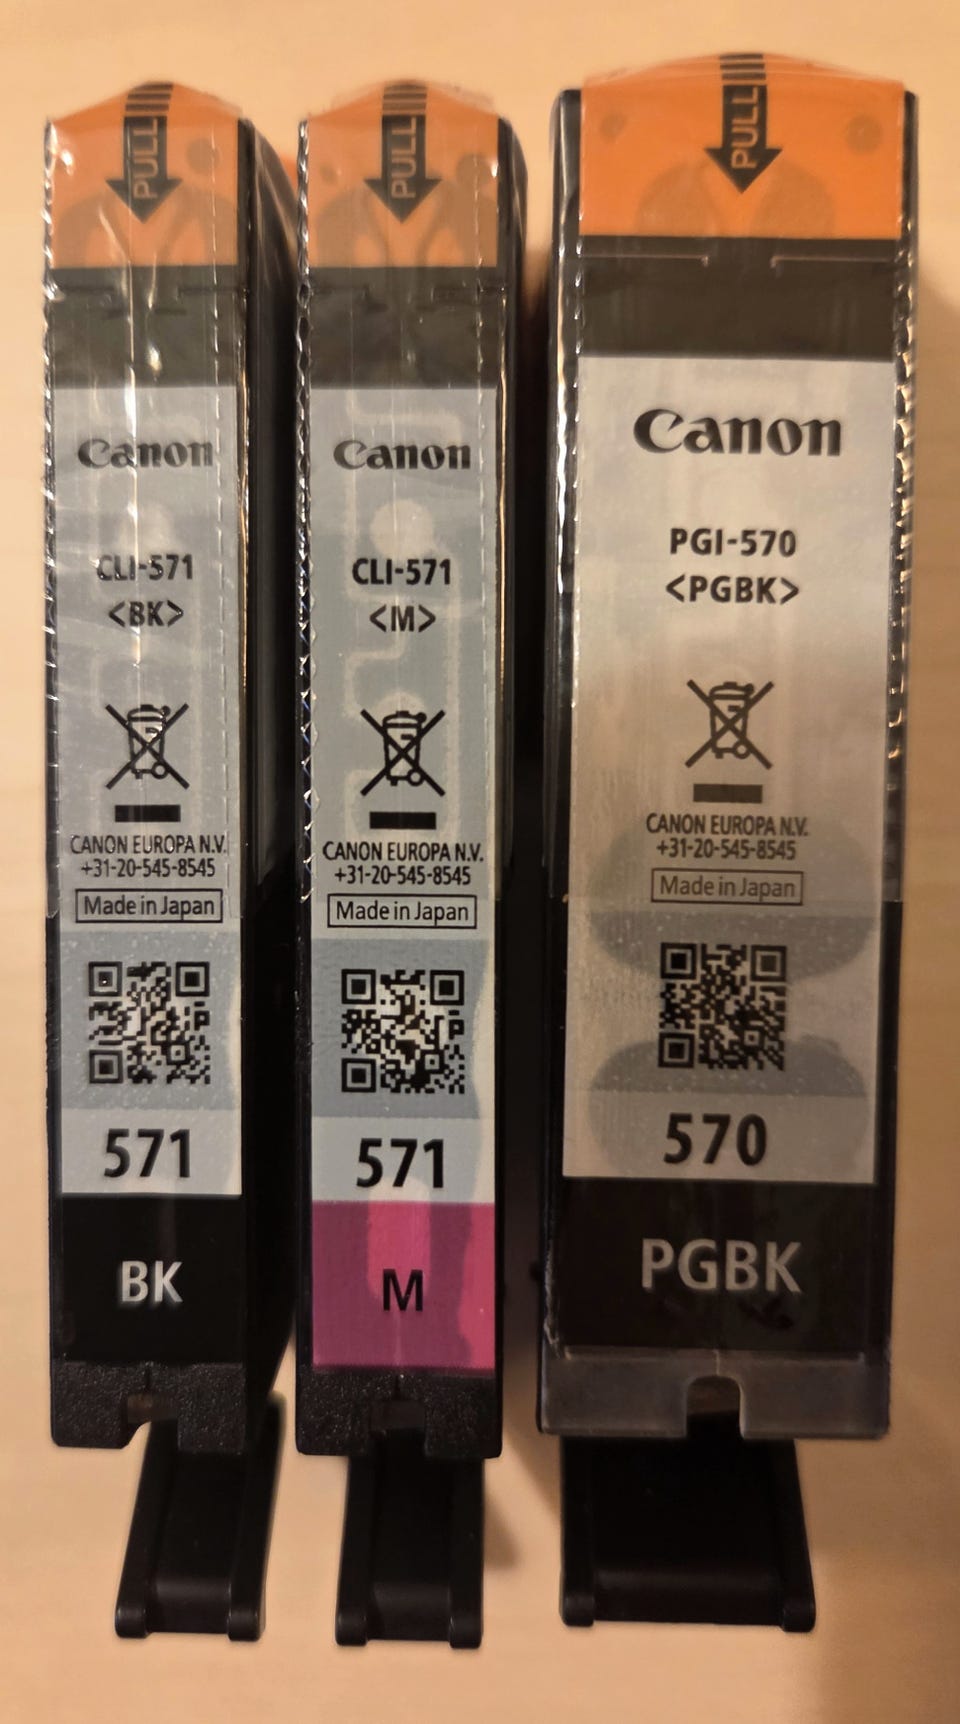 PULL
Canon
CLI-571
<BK>
CANON EUROPA N.V.
+31-20-545-8545
Made in Japan
571
BK
PULL
Canon
CLI-571
<M>
CANON EUROPA N.V.
+31-20-545-8545
Made in Japan
571
M
PULL
Canon
PGI-570
<PGBK>
CANON EUROPA N.V.
+31-20-545-8545
Made in Japan
570
PGBK